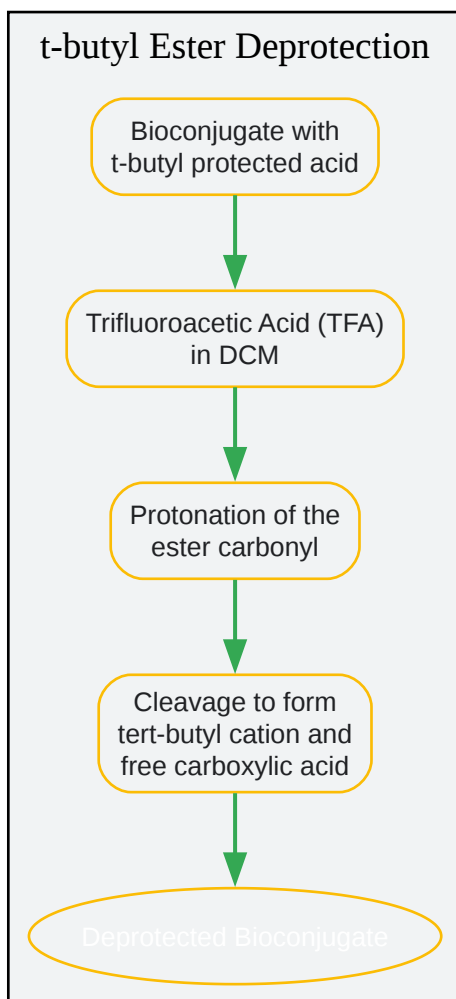 t-butyl Ester Deprotection
Bioconjugate with
t-butyl protected acid
Trifluoroacetic Acid (TFA)
in DCM
Protonation of the
ester carbonyl
Cleavage to form
tert-butyl cation and
free carboxylic acid
Deprotected Bioconjugate